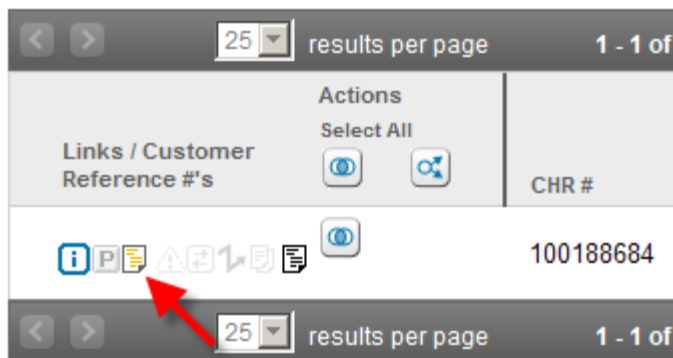 25 results per page 1 - 1 of
Actions
Select All
Links / Customer
Reference #'s
CHR #
i P 100188684
25 results per page 1 - 1 of